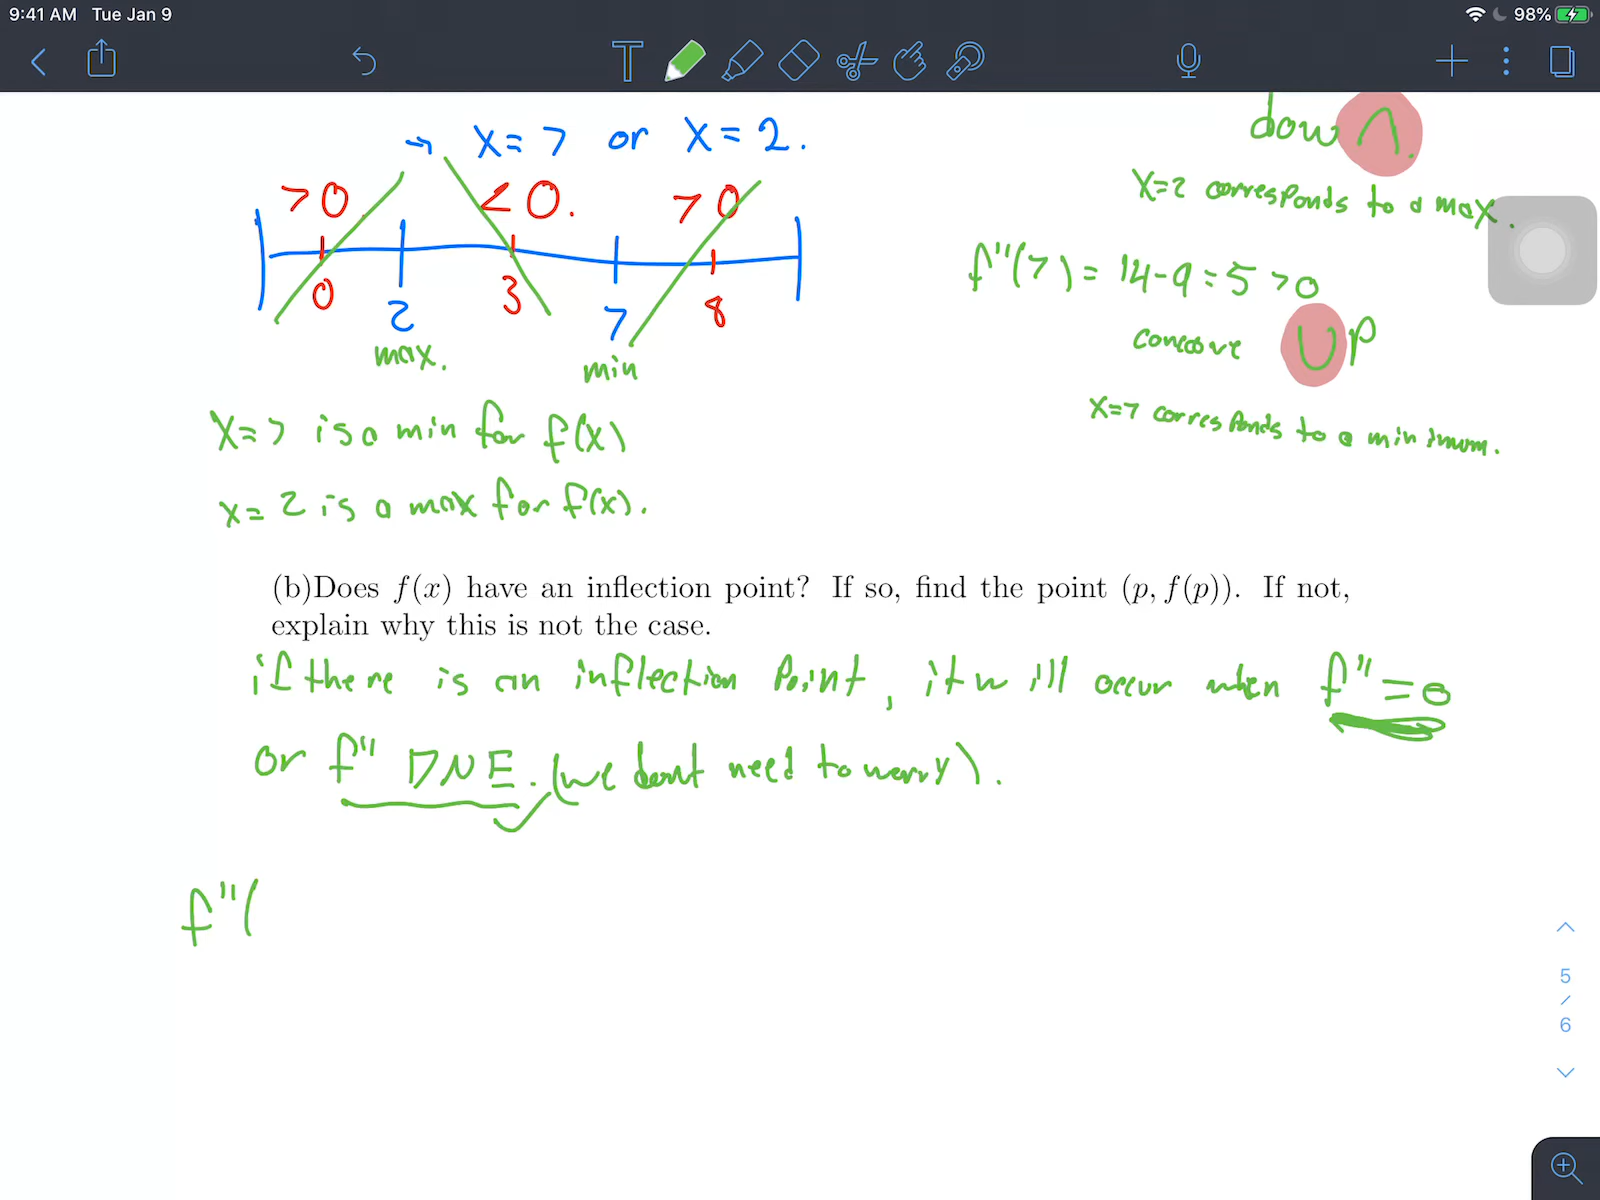 9:41 AM Tue Jan 9
98%
T
→ x = 7 or x = 2.
>0 <0. >0
0 2 3 7 8
max. min
x=7 is a min for f(x)
x= 2 is a max for f(x).
down.
x=2 corresponds to a max.
f"(7) = 14-9 = 5 >0
concave UP
x=7 corresponds to a minimum.
(b)Does f(x) have an inflection point? If so, find the point (p, f(p)). If not,
explain why this is not the case.
if there is an inflection Point, it will occur when f" = 0
or f" DNE. (we dont need to worry).
f"(
5
/
6